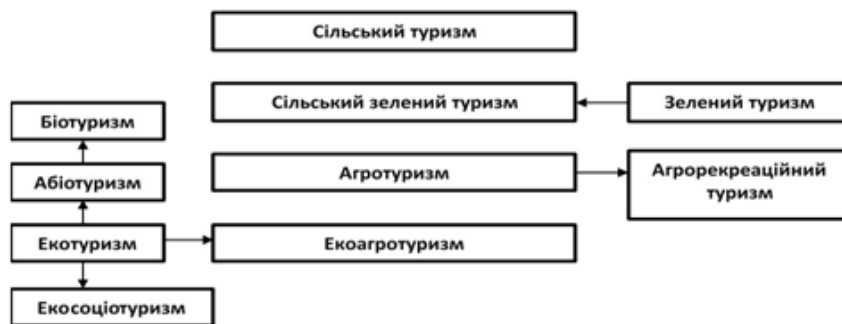 Сільський туризм
Сільський зелений туризм
Зелений туризм
Біотуризм
Абіотуризм
Агротуризм
Агрорекреаційний
туризм
Екотуризм
Екоагротуризм
Екосоціотуризм